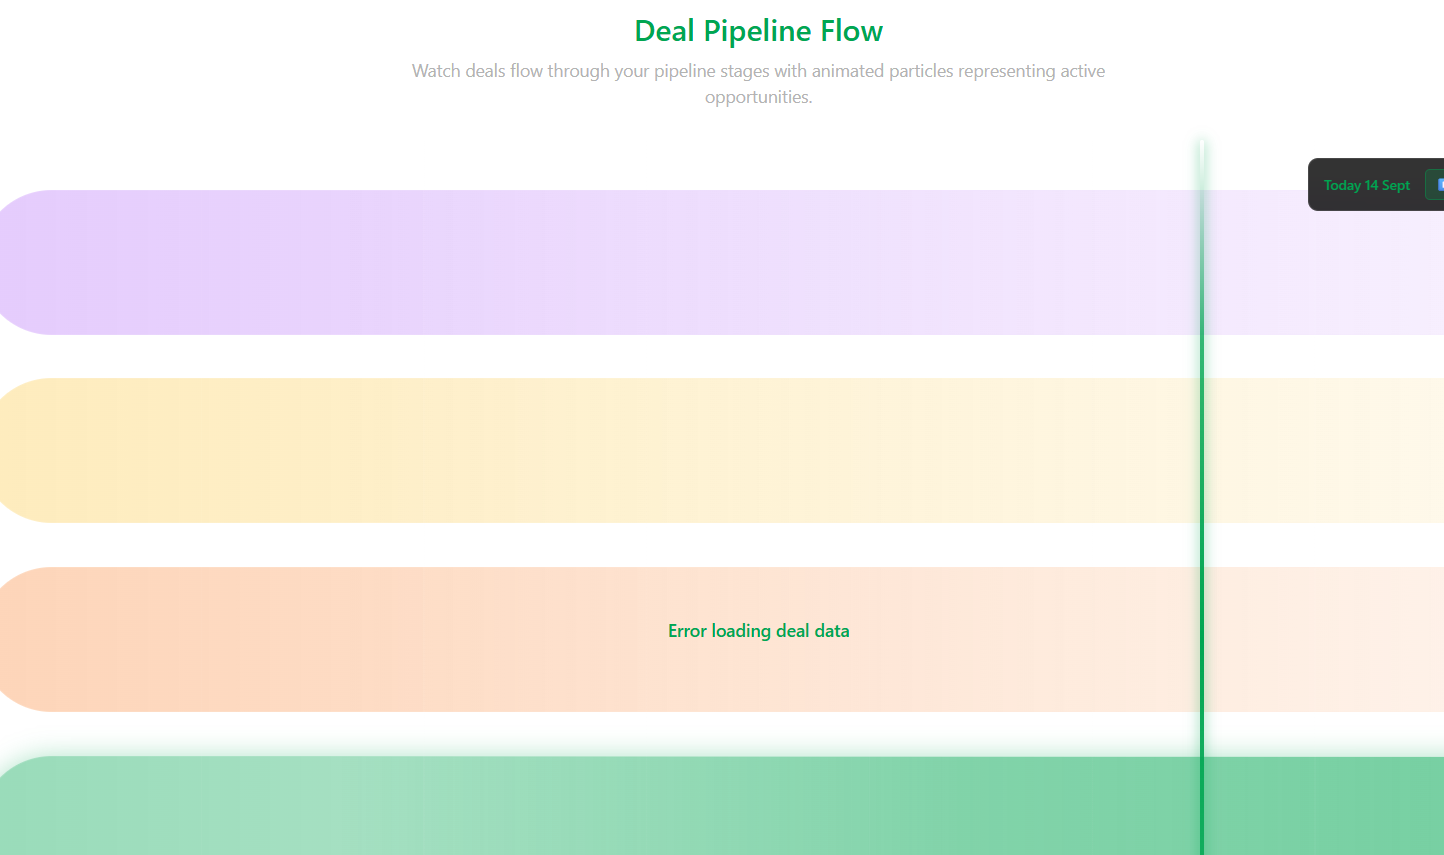 Deal Pipeline Flow
Watch deals flow through your pipeline stages with animated particles representing active
opportunities.
Today 14 Sept
Error loading deal data